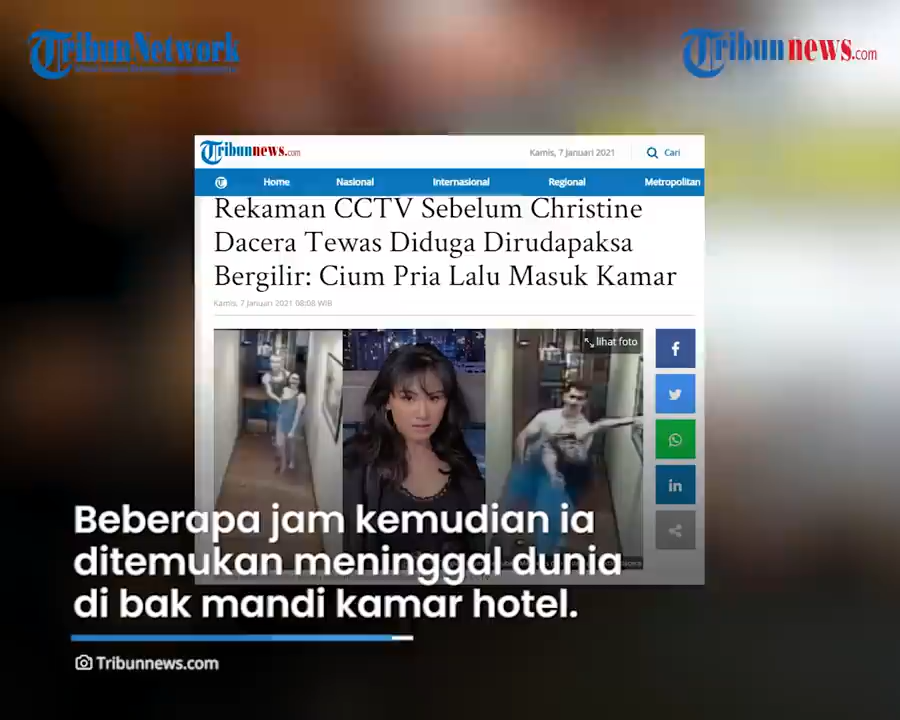 TribunNetwork
Tribunnews.com
Tribunnews.com
Kamis, 7 Januari 2021
Cari
Home
Nasional
Internasional
Regional
Metropolitan
Rekaman CCTV Sebelum Christine
Dacera Tewas Diduga Dirudapaksa
Bergilir: Cium Pria Lalu Masuk Kamar
Kamis, 7 Januari 2021 08:08 WIB
lihat foto
Beberapa jam kemudian ia
ditemukan meninggal dunia
di bak mandi kamar hotel.
Tribunnews.com